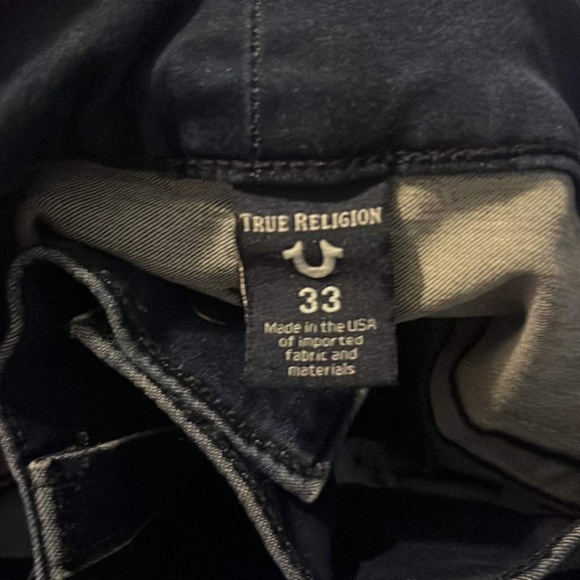 TRUE RELIGION
33
Made in the USA
of imported
fabric and
materials